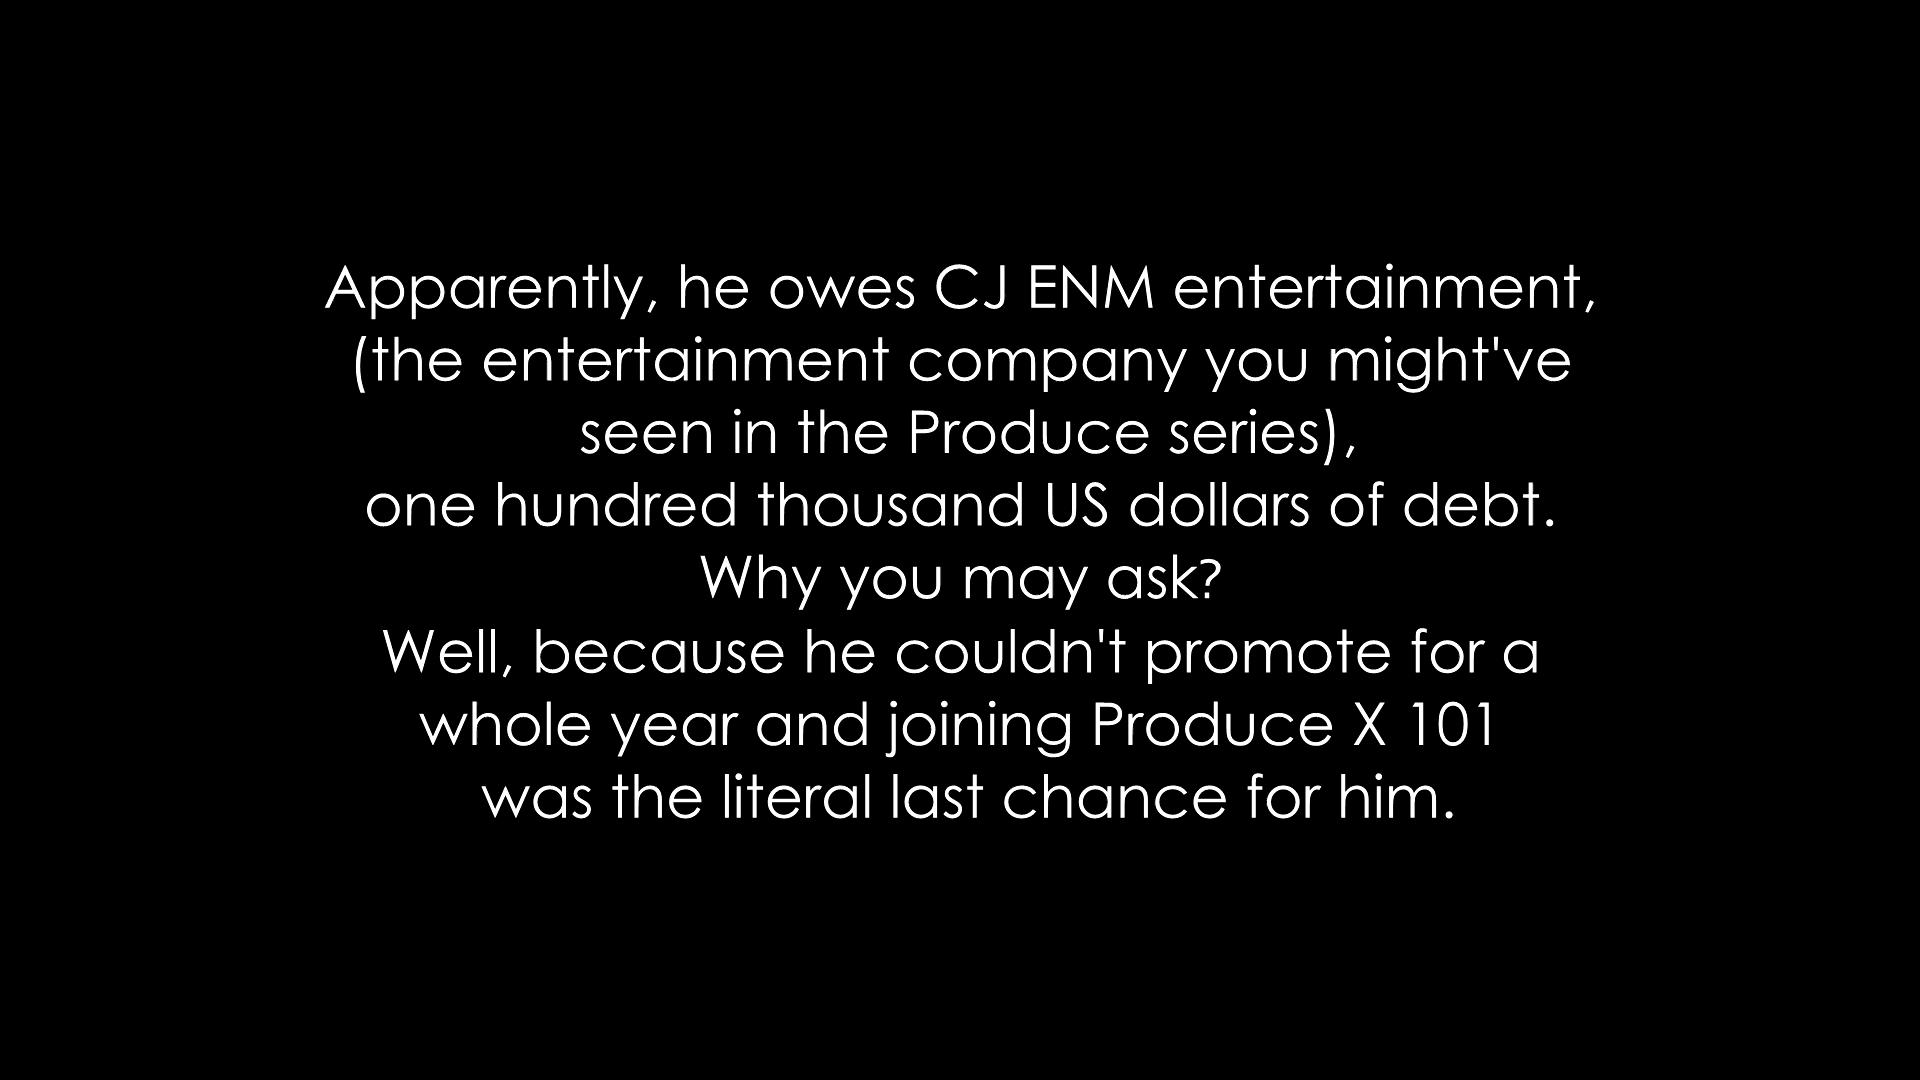 Apparently, he owes CJ ENM entertainment,
(the entertainment company you might've
seen in the Produce series),
one hundred thousand US dollars of debt.
Why you may ask?
Well, because he couldn't promote for a
whole year and joining Produce X 101
was the literal last chance for him.